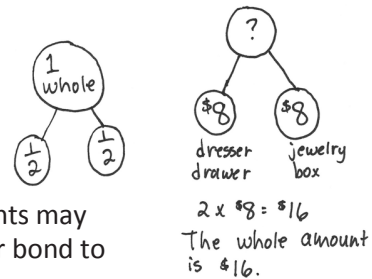 1
whole
1/2
1/2
?
$8
$8
dresser
drawer
jewelry
box
2 x $8 = $16
The whole amount
is $16.
nts may
r bond to